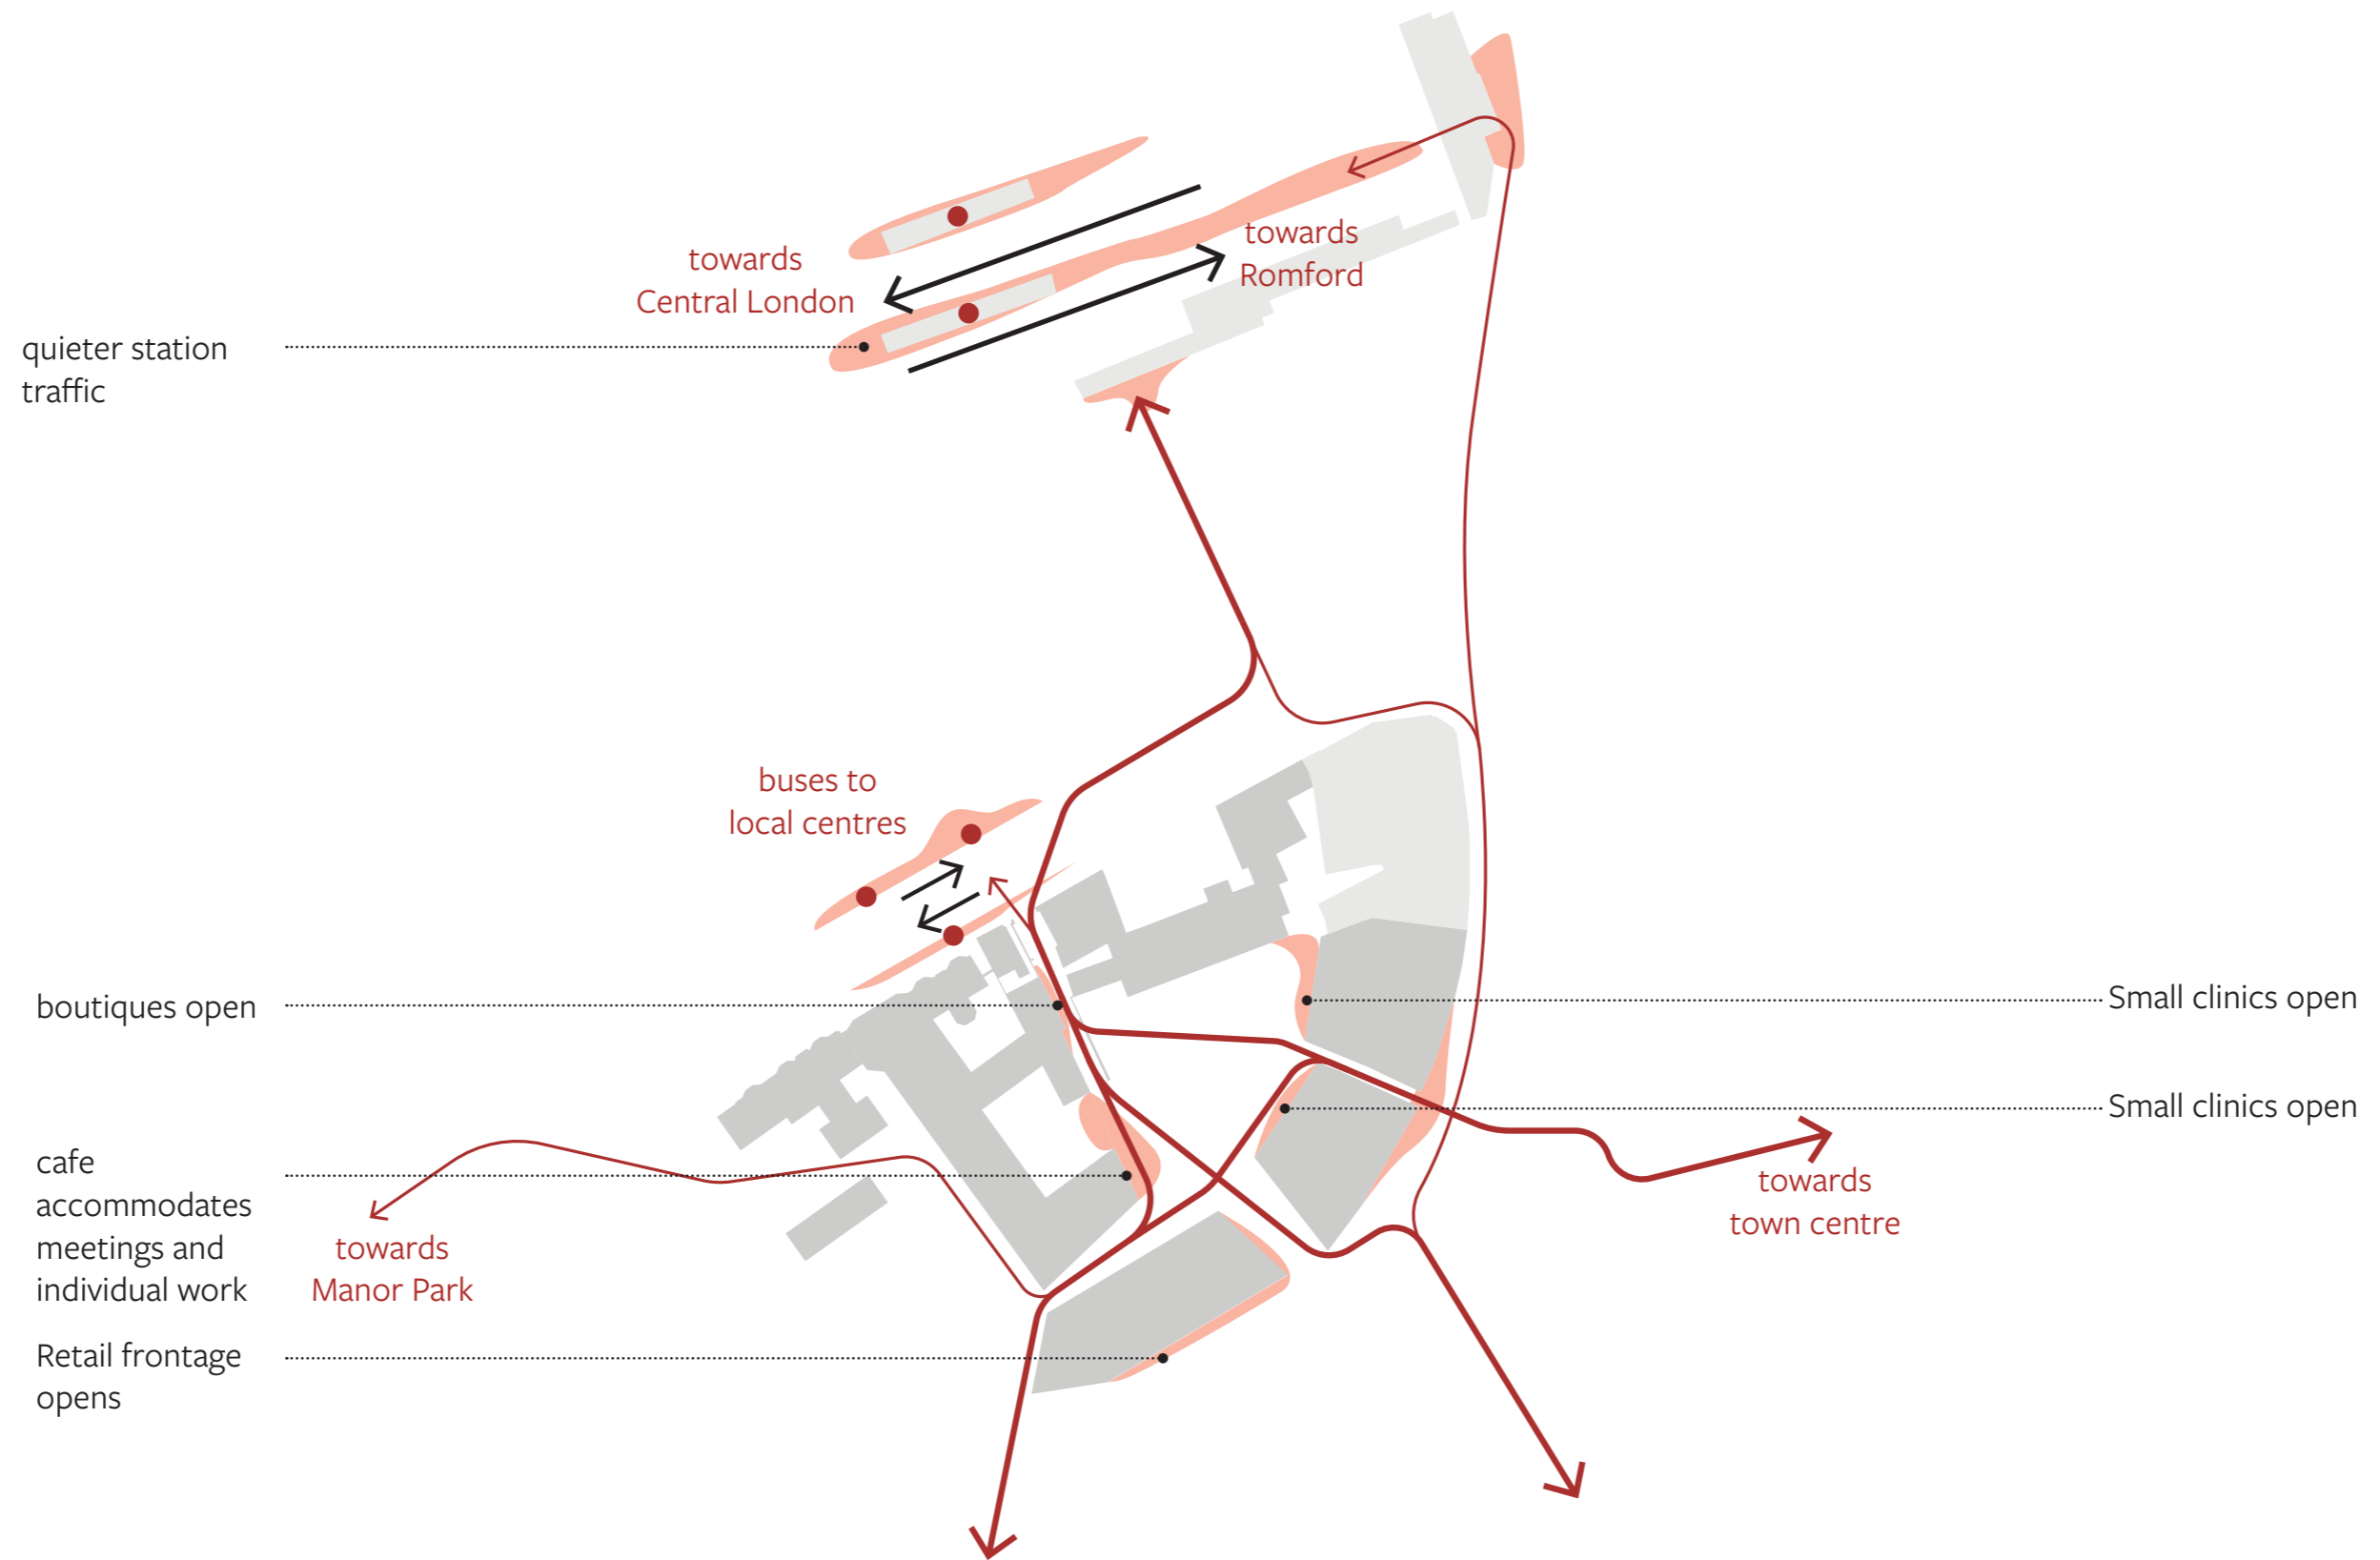 towards
Central London
towards
Romford
quieter station
traffic
buses to
local centres
boutiques open
Small clinics open
Small clinics open
cafe
accommodates
meetings and
individual work
towards
Manor Park
towards
town centre
Retail frontage
opens